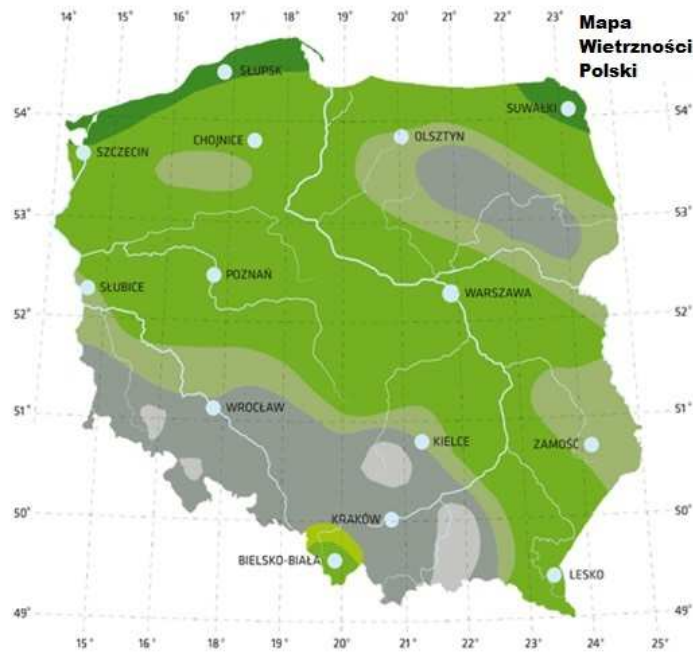 Mapa
Wietrzności
Polski
14° 15° 16° 17° 18° 19° 20° 21° 22° 23°
SŁUPSK
54° 54°
SUWAŁKI
CHOJNICE
OLSZTYN
SZCZECIN
53° 53°
POZNAŃ
SŁUBICE
WARSZAWA
52° 52°
WROCŁAW
51° 51°
KIELCE
ZAMOŚĆ
50° 50°
KRAKÓW
BIELSKO-BIAŁA
LESKO
49° 49°
15° 16° 18° 19° 20° 21° 22° 23° 24° 25°